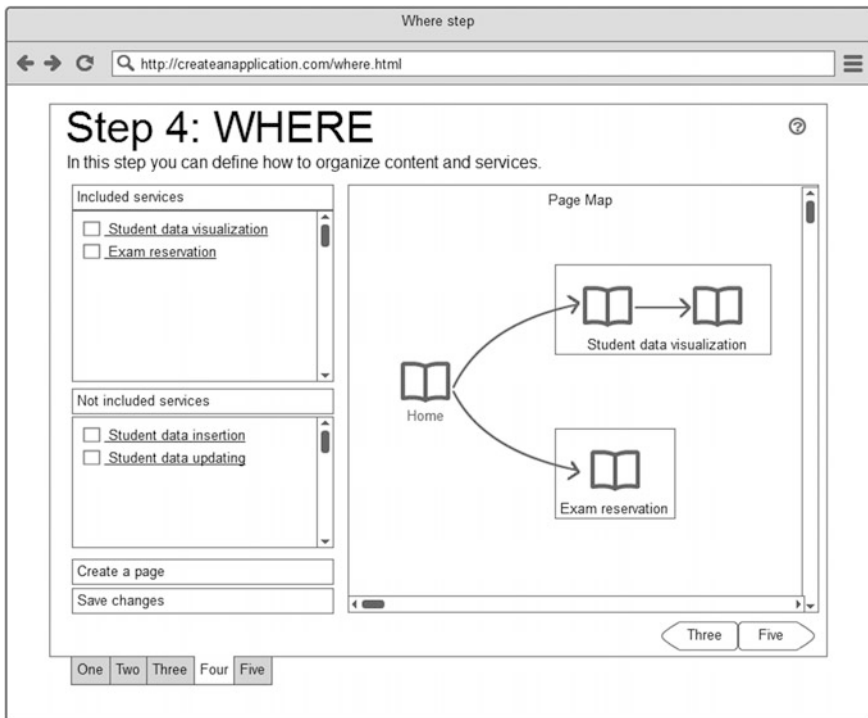 Where step
http://createanapplication.com/where.html
Step 4: WHERE
In this step you can define how to organize content and services.
Included services
Student data visualization
Exam reservation
Not included services
Student data insertion
Student data updating
Create a page
Save changes
Page Map
Home
Student data visualization
Exam reservation
Three
Five
One
Two
Three
Four
Five